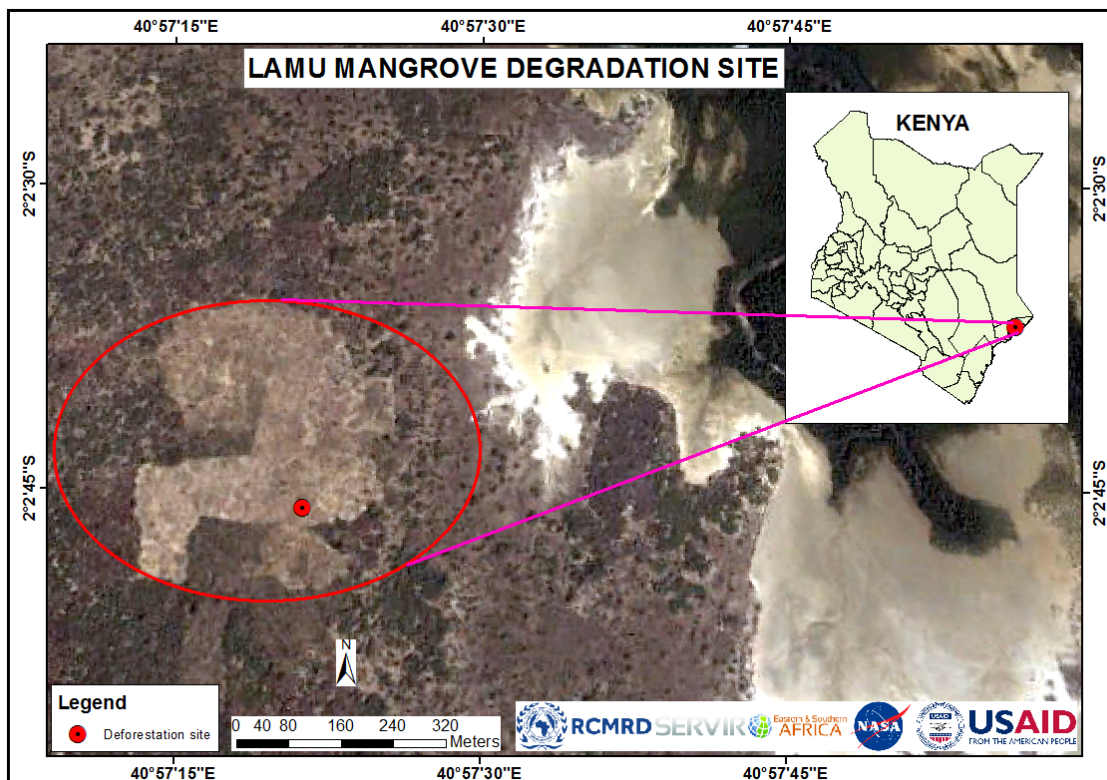 40°57'15"E 40°57'30"E 40°57'45"E
LAMU MANGROVE DEGRADATION SITE
KENYA
2°2'30"S 2°2'30"S
2°2'45"S 2°2'45"S
N
Legend
Deforestation site
0 40 80 160 240 320
Meters
RCMRD SERVIR Eastern & Southern AFRICA NASA USAID USAID
FROM THE AMERICAN PEOPLE
40°57'15"E 40°57'30"E 40°57'45"E